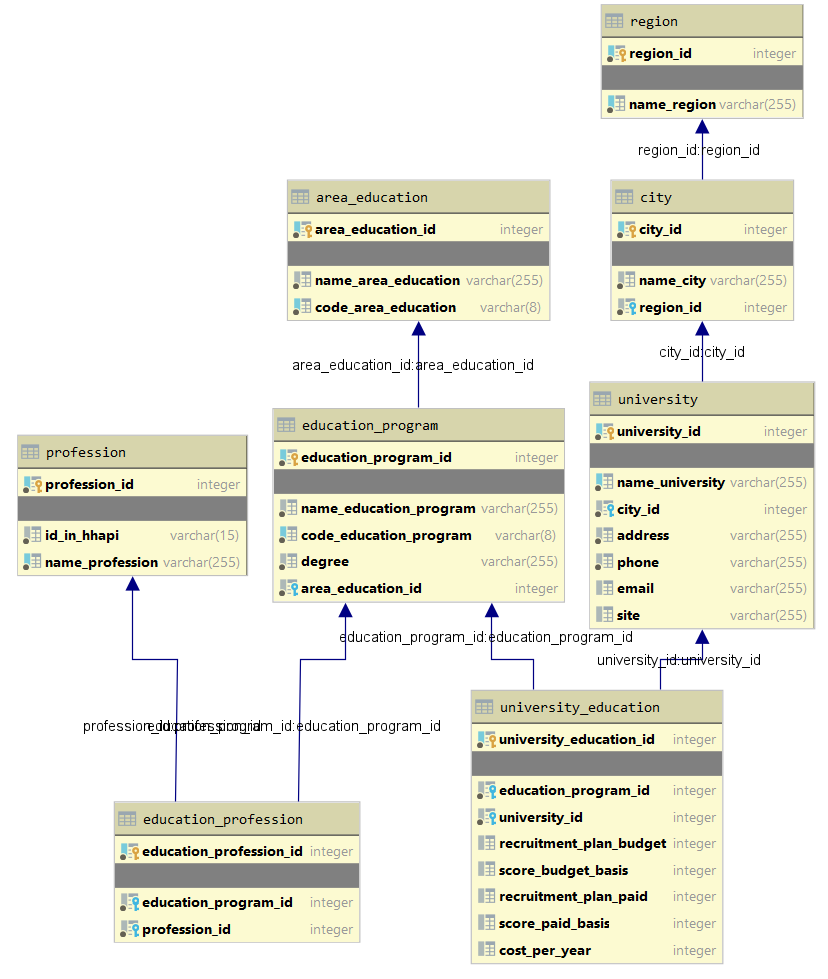 region
region_id integer
name_region varchar(255)
region_id:region_id
area_education
area_education_id integer
name_area_education varchar(255)
code_area_education varchar(8)
city
city_id integer
name_city varchar(255)
region_id integer
area_education_id:area_education_id
city_id:city_id
education_program
education_program_id integer
name_education_program varchar(255)
code_education_program varchar(8)
degree varchar(255)
area_education_id integer
university
university_id integer
name_university varchar(255)
city_id integer
address varchar(255)
phone varchar(255)
email varchar(255)
site varchar(255)
profession
profession_id integer
id_in_hhapi varchar(15)
name_profession varchar(255)
education_program_id:education_program_id
university_id:university_id
profession_id:profession_id
education_program_id:education_program_id
university_education
university_education_id integer
education_program_id integer
university_id integer
recruitment_plan_budget integer
score_budget_basis integer
recruitment_plan_paid integer
score_paid_basis integer
cost_per_year integer
education_profession
education_profession_id integer
education_program_id integer
profession_id integer